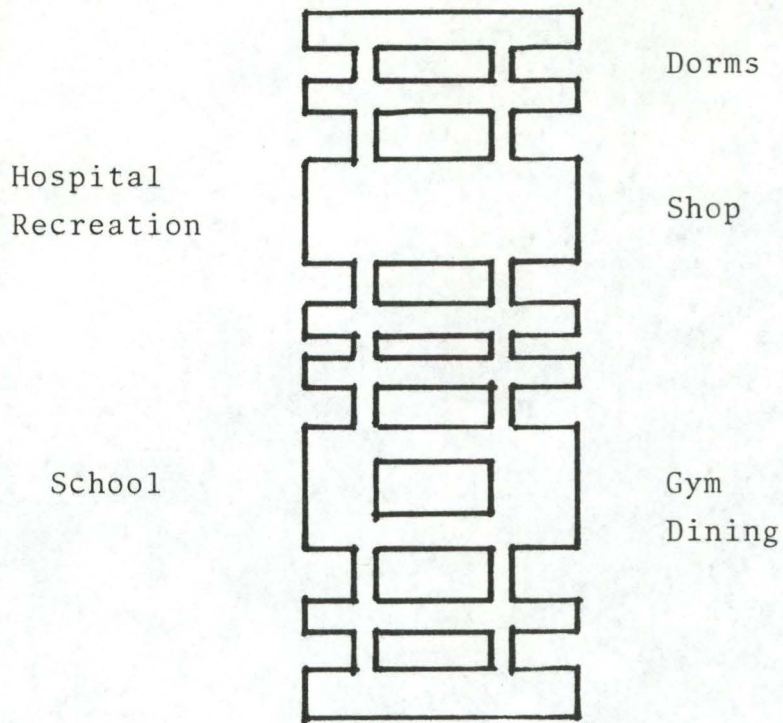 Dorms
Hospital
Recreation
Shop
School
Gym
Dining